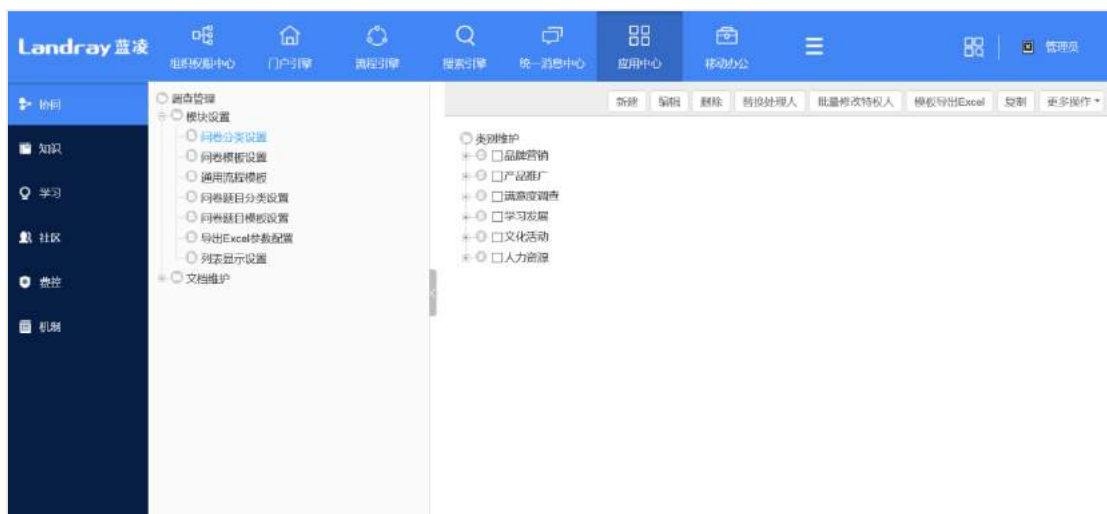 Landray 蓝凌
组织权限中心 门户引擎 流程引擎 搜索引擎 统一消息中心 应用中心 移动办公 管理员
协同
知识
学习
社区
费控
机制
调查管理
模块设置
问卷分类设置
问卷模板设置
通用流程模板
问卷题目分类设置
问卷题目模板设置
导出Excel参数配置
列表显示设置
文档维护
新建 编辑 删除 替换处理人 批量修改特权人 模板导出Excel 复制 更多操作
类别维护
品牌营销
产品推广
满意度调查
学习发展
文化活动
人力资源